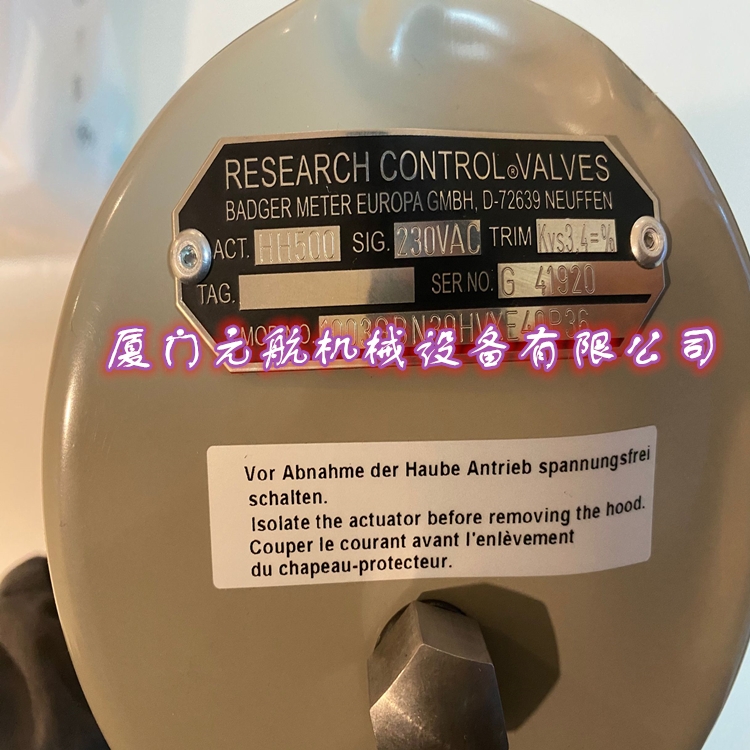 RESEARCH CONTROL®VALVES
BADGER METER EUROPA GMBH, D-72639 NEUFFEN
ACT. HH500 SIG. 230VAC TRIM Kvs3.4=%
TAG. SER NO. G 41920
MOD NO.
厦门元航机械设备有限公司
Vor Abnahme der Haube Antrieb spannungsfrei
schalten.
Isolate the actuator before removing the hood.
Couper le courant avant l'enlèvement
du chapeau-protecteur.